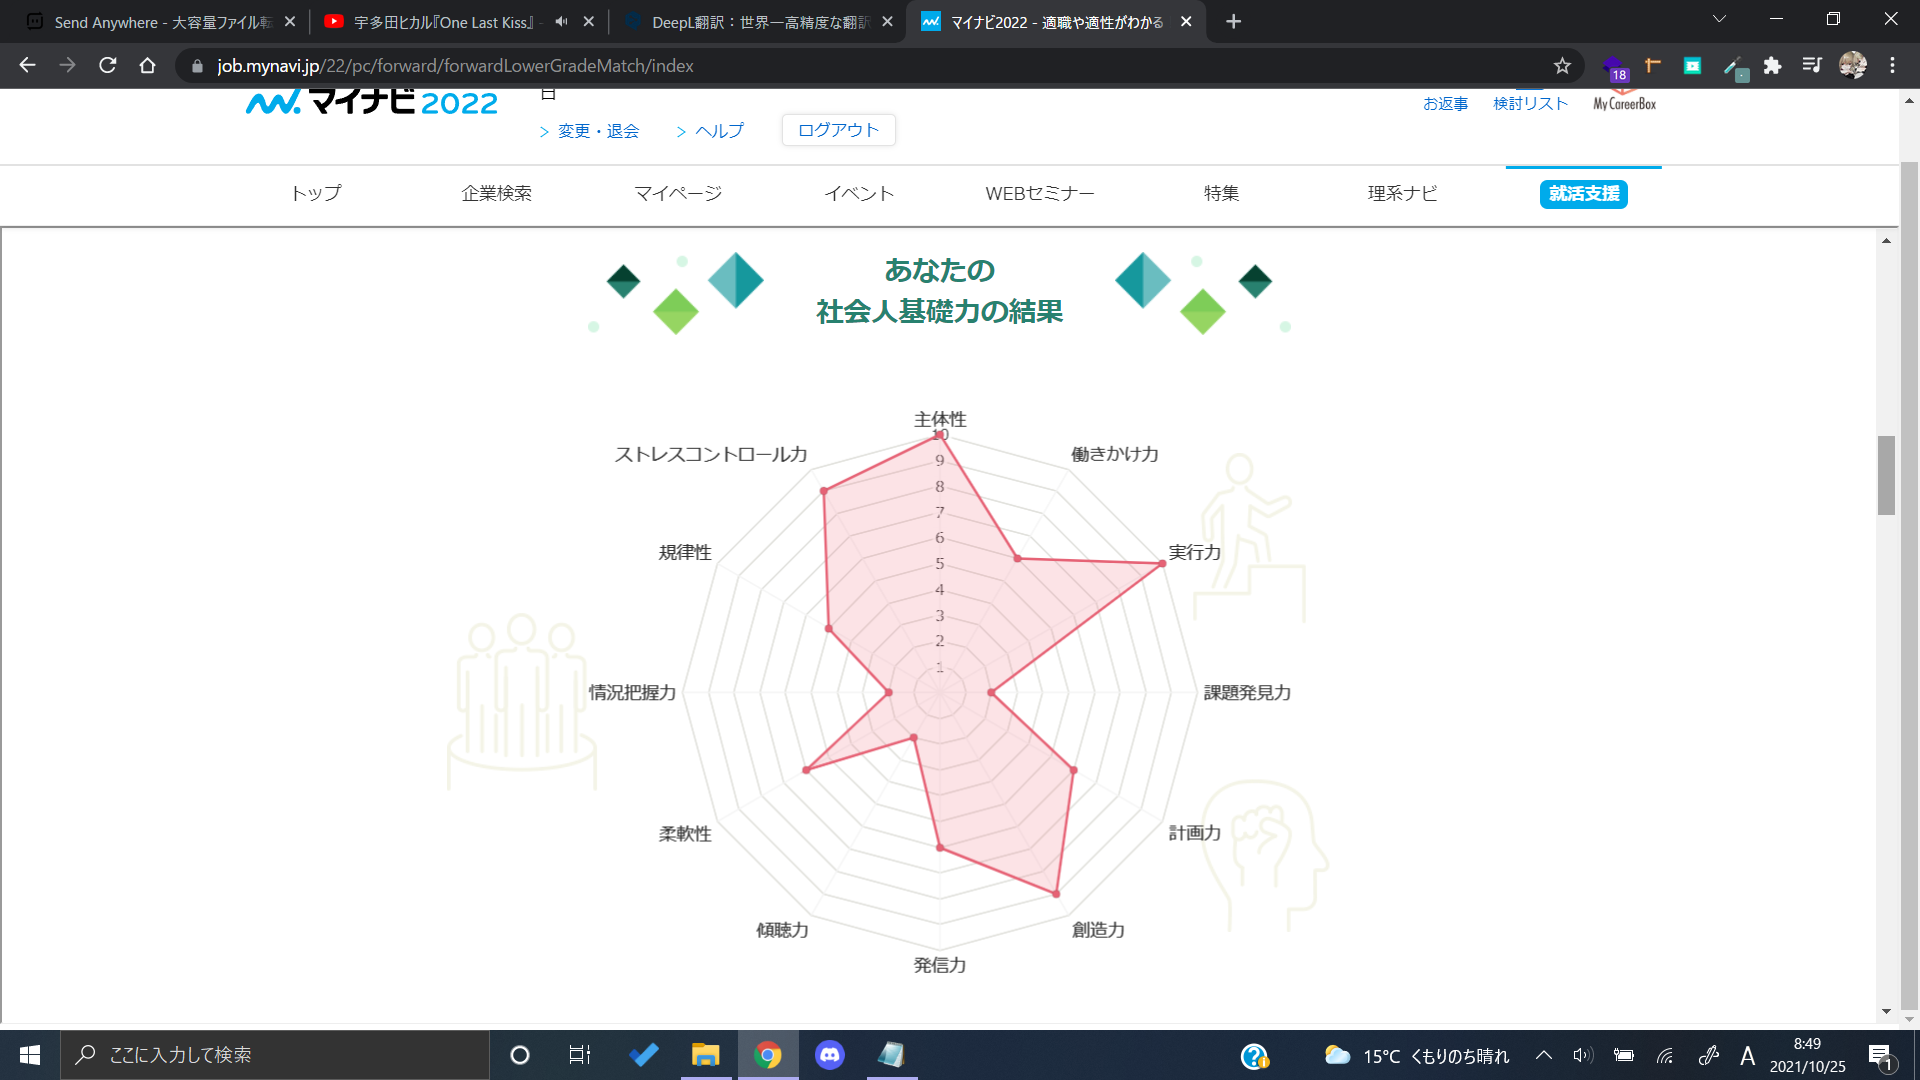 Send Anywhere - 大容量ファイル転
宇多田ヒカル『One Last Kiss』 -
DeepL翻訳：世界一高精度な翻訳
マイナビ2022 - 適職や適性がわかる
job.mynavi.jp/22/pc/forward/forwardLowerGradeMatch/index
18
マイナビ2022
変更・退会
ヘルプ
ログアウト
お返事
検討リスト
My CareerBox
トップ
企業検索
マイページ
イベント
WEBセミナー
特集
理系ナビ
就活支援
あなたの
社会人基礎力の結果
主体性
10
ストレスコントロール力
働きかけ力
9
8
7
6
規律性
実行力
5
4
3
2
1
情況把握力
課題発見力
柔軟性
計画力
傾聴力
創造力
発信力
ここに入力して検索
15°C くもりのち晴れ
A
8:49
2021/10/25
1